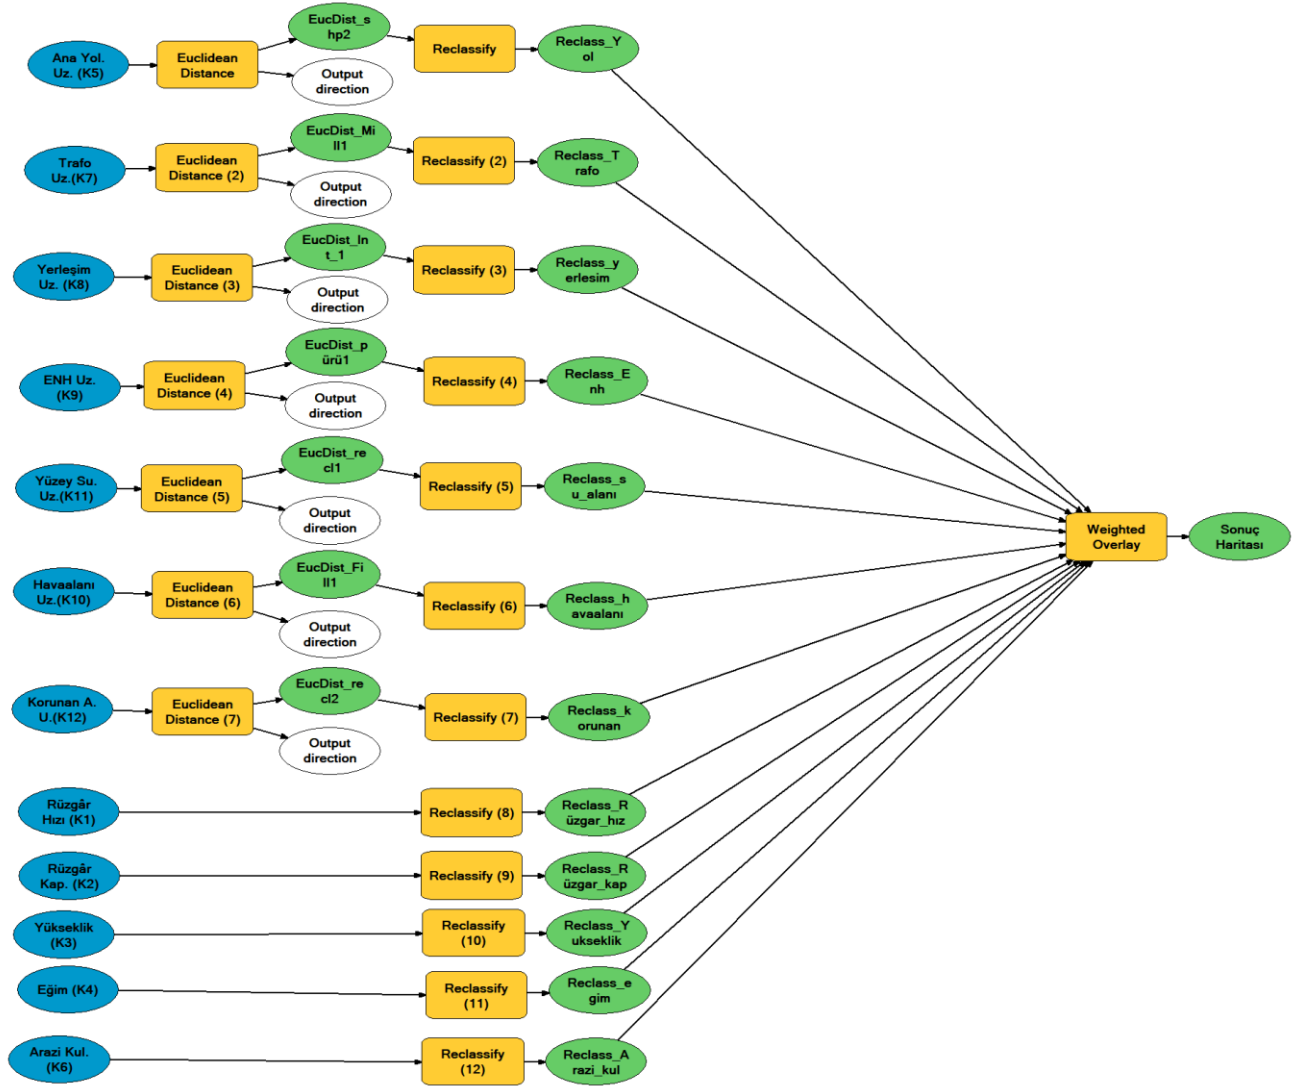 EucDist_s
hp2
Ana Yol.
Uz. (K5)
Euclidean
Distance
Output
direction
Reclassify
Reclass_Y
ol
EucDist_Mi
ll1
Trafo
Uz.(K7)
Euclidean
Distance (2)
Output
direction
Reclassify (2)
Reclass_T
rafo
EucDist_In
t_1
Yerleşim
Uz. (K8)
Euclidean
Distance (3)
Output
direction
Reclassify (3)
Reclass_y
erlesim
EucDist_p
ürü1
ENH Uz.
(K9)
Euclidean
Distance (4)
Output
direction
Reclassify (4)
Reclass_E
nh
EucDist_re
cl1
Yüzey Su.
Uz.(K11)
Euclidean
Distance (5)
Output
direction
Reclassify (5)
Reclass_s
u_alanı
Weighted
Overlay
Sonuç
Haritası
EucDist_Fi
ll1
Havaalanı
Uz.(K10)
Euclidean
Distance (6)
Output
direction
Reclassify (6)
Reclass_h
avaalanı
EucDist_re
cl2
Korunan A.
U.(K12)
Euclidean
Distance (7)
Output
direction
Reclassify (7)
Reclass_k
orunan
Rüzgâr
Hızı (K1)
Reclassify (8)
Reclass_R
üzgar_hız
Rüzgâr
Kap. (K2)
Reclassify (9)
Reclass_R
üzgar_kap
Yükseklik
(K3)
Reclassify
(10)
Reclass_Y
ukseklik
Eğim (K4)
Reclassify
(11)
Reclass_e
gim
Arazi Kul.
(K6)
Reclassify
(12)
Reclass_A
razi_kul